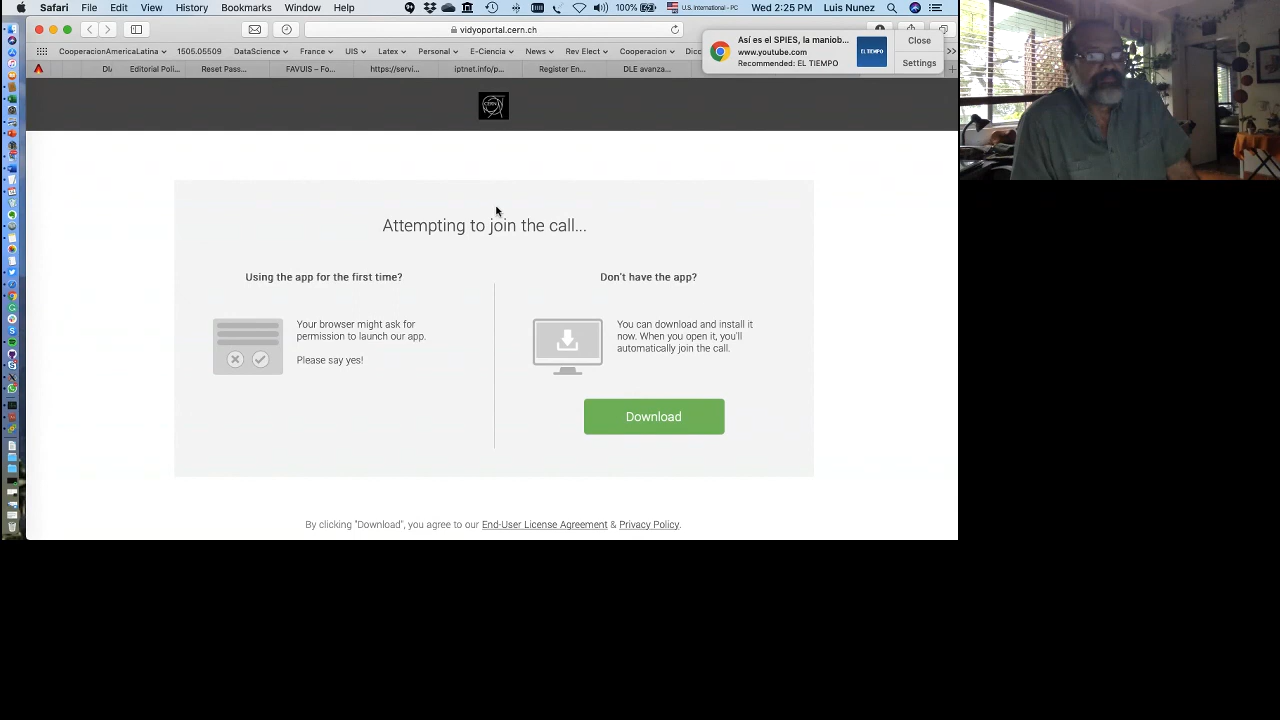 Safari File Edit View History Bookmarks Window Help 100% U.S. International - PC Wed 2:25 PM Luis Nunez
vidyoportal.cern.ch
CooperacionAmericaLatina 1505.05509 DataScience France UIS Latex Personal E-Ciencia News Rev Elect Cooperacion
Editorial Poli... Reset Pass... https://servi... iptnet.info/p... Registar En... DLE avanza...
Así es el SPIES, la maniob...
www.youtube.com
Recommended: EL TIEMPO
EL TIEMPO
Close
Settings
CERN
Attempting to join the call...
Using the app for the first time?
Your browser might ask for
permission to launch our app.
Please say yes!
Don't have the app?
You can download and install it
now. When you open it, you'll
automatically join the call.
Download
By clicking "Download", you agree to our End-User License Agreement & Privacy Policy.